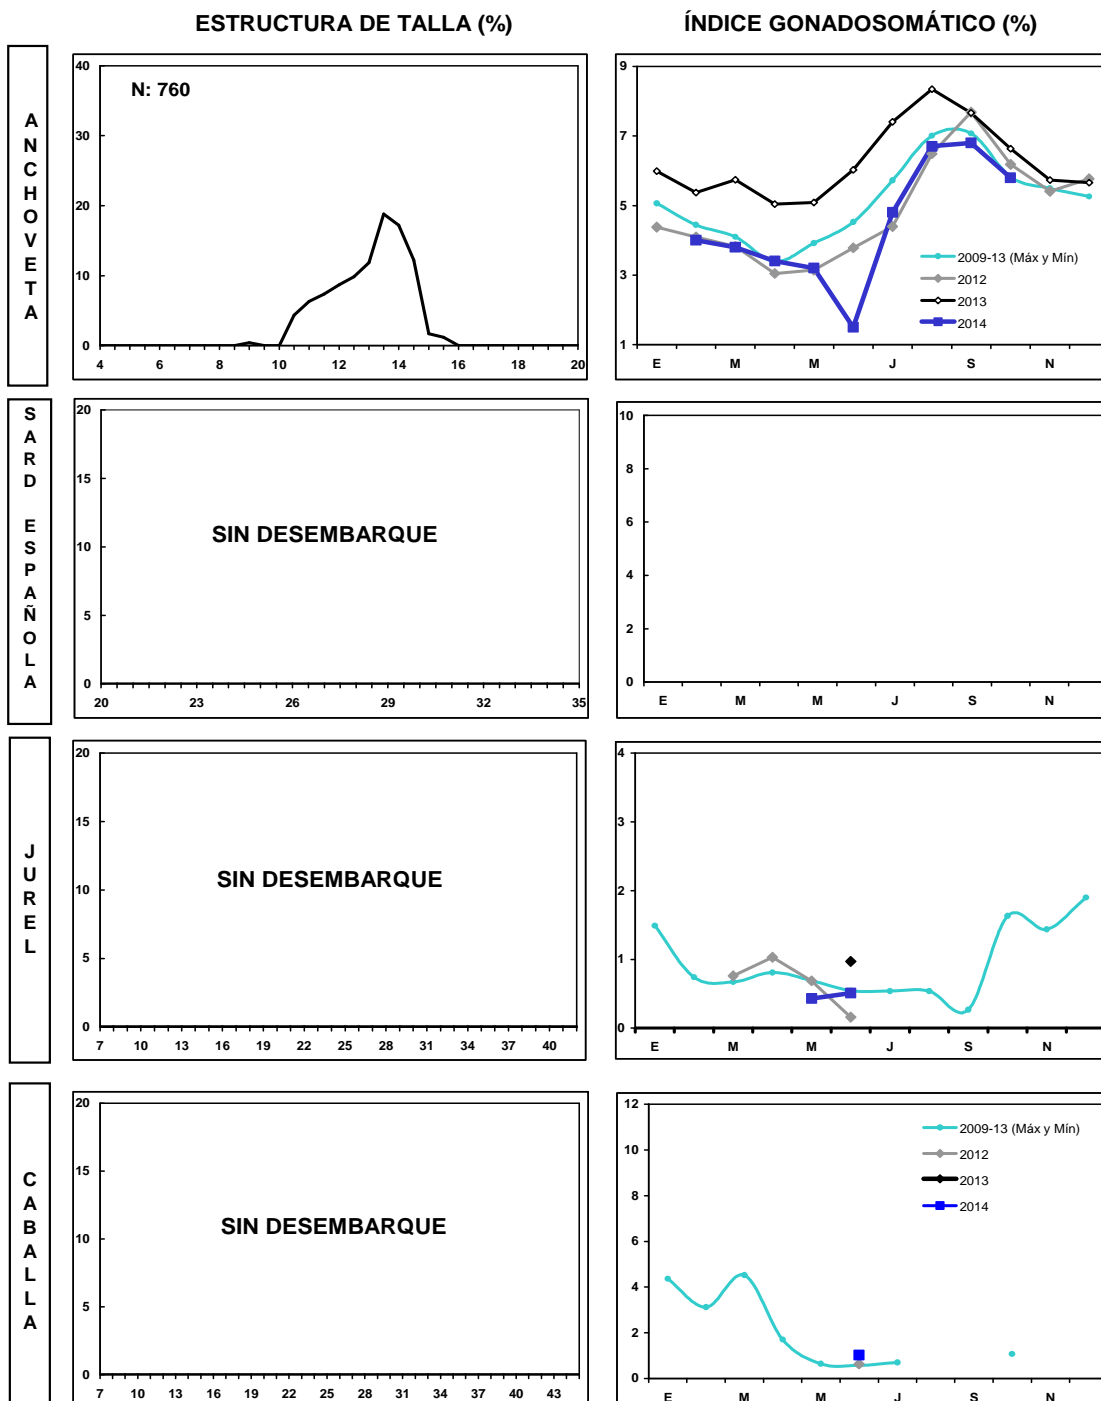 ESTRUCTURA DE TALLA (%)
ÍNDICE GONADOSOMÁTICO (%)
ANCHOVETA
N: 760
40
30
20
10
0
4 6 8 10 12 14 16 18 20
9
7
5
3
1
2009-13 (Máx y Mín)
2012
2013
2014
E M M J S N
SARD ESPAÑOLA
20
15
10
5
0
SIN DESEMBARQUE
20 23 26 29 32 35
10
8
6
4
2
0
E M M J S N
JUREL
20
15
10
5
0
SIN DESEMBARQUE
7 10 13 16 19 22 25 28 31 34 37 40
4
3
2
1
0
E M M J S N
CABALLA
20
15
10
5
0
SIN DESEMBARQUE
7 10 13 16 19 22 25 28 31 34 37 40 43
12
10
8
6
4
2
0
2009-13 (Máx y Mín)
2012
2013
2014
E M M J S N